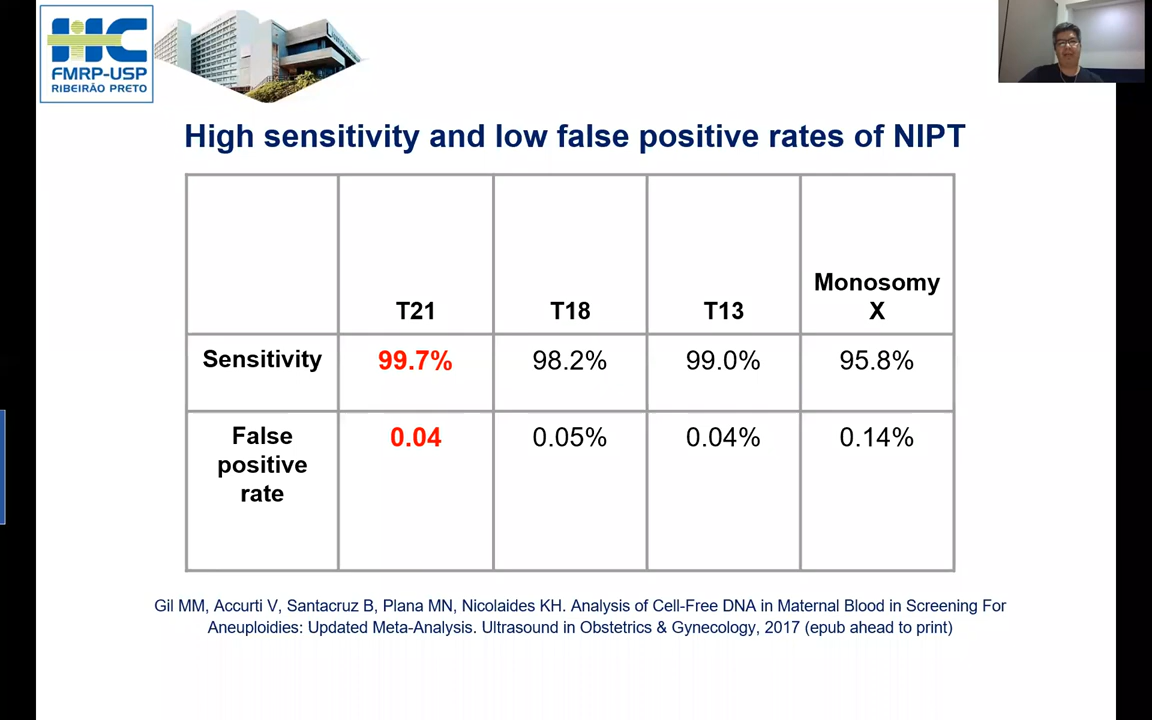 HC
FMRP-USP
RIBEIRÃO PRETO
High sensitivity and low false positive rates of NIPT
T21 T18 T13 Monosomy X
Sensitivity 99.7% 98.2% 99.0% 95.8%
False positive rate 0.04 0.05% 0.04% 0.14%
Gil MM, Accurti V, Santacruz B, Plana MN, Nicolaides KH. Analysis of Cell-Free DNA in Maternal Blood in Screening For
Aneuploidies: Updated Meta-Analysis. Ultrasound in Obstetrics & Gynecology, 2017 (epub ahead to print)